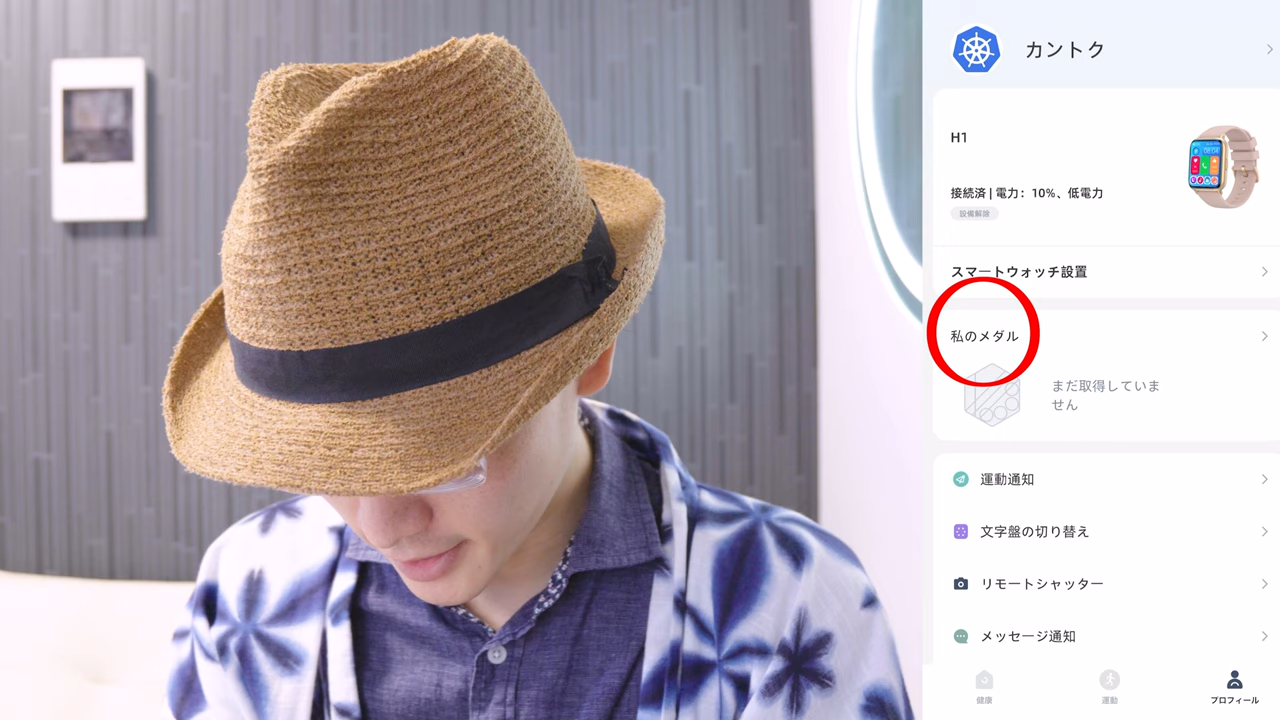 カントク
H1
接続済 | 電力：10%、低電力
設備解除
スマートウォッチ設置
私のメダル
まだ取得していま
せん
運動通知
文字盤の切り替え
リモートシャッター
メッセージ通知
健康
運動
プロフィール